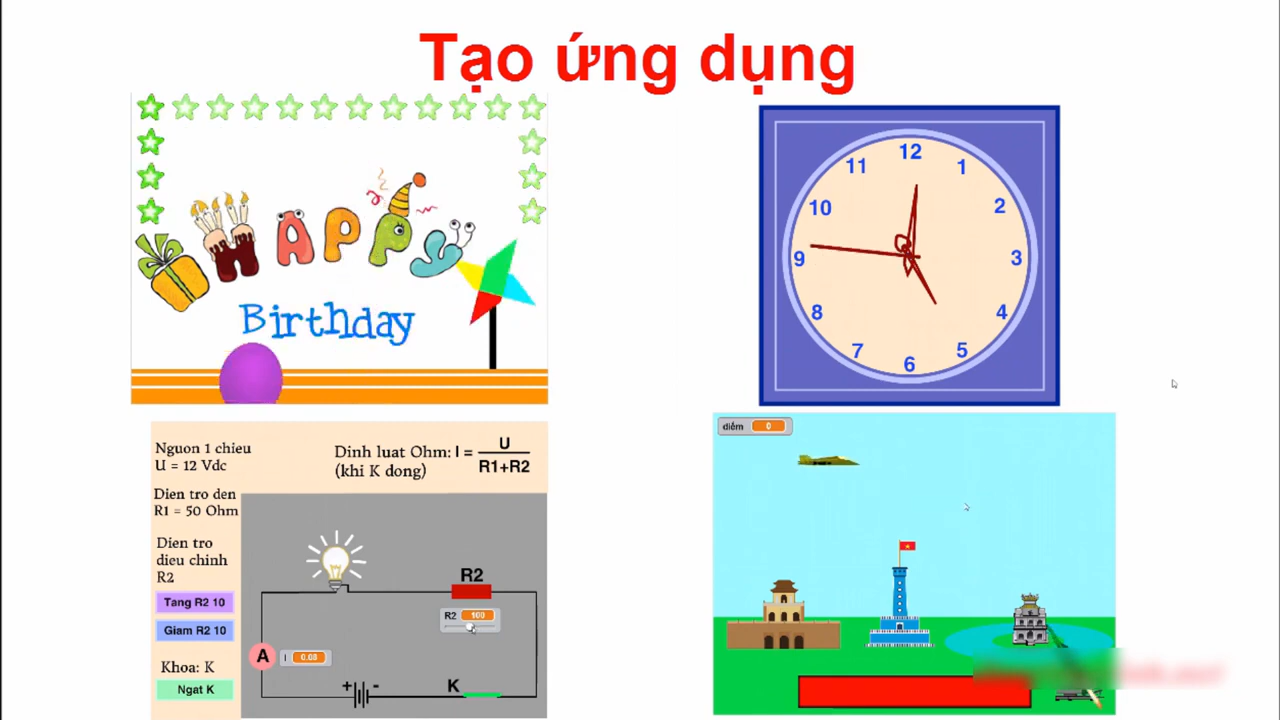 Tạo ứng dụng
HAPPY
Birthday
12
1
2
3
4
5
6
7
8
9
10
11
Nguon 1 chieu
U = 12 Vdc
Dinh luat Ohm: I = U / R1+R2
(khi K dong)
Dien tro den
R1 = 50 Ohm
Dien tro
dieu chinh
R2
Tang R2 10
Giam R2 10
Khoa: K
Ngat K
R2
R2 100
A I 0.08
+ - K
điểm 0